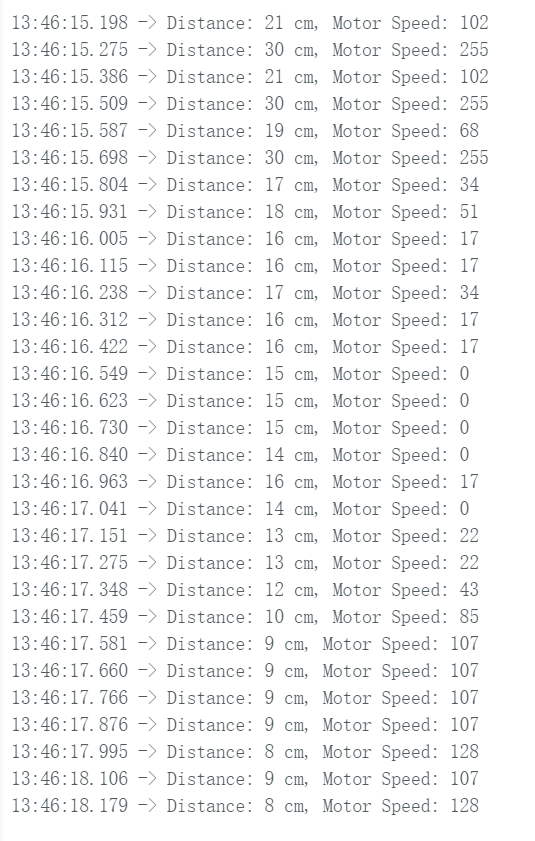 13:46:15.198 -> Distance: 21 cm, Motor Speed: 102
13:46:15.275 -> Distance: 30 cm, Motor Speed: 255
13:46:15.386 -> Distance: 21 cm, Motor Speed: 102
13:46:15.509 -> Distance: 30 cm, Motor Speed: 255
13:46:15.587 -> Distance: 19 cm, Motor Speed: 68
13:46:15.698 -> Distance: 30 cm, Motor Speed: 255
13:46:15.804 -> Distance: 17 cm, Motor Speed: 34
13:46:15.931 -> Distance: 18 cm, Motor Speed: 51
13:46:16.005 -> Distance: 16 cm, Motor Speed: 17
13:46:16.115 -> Distance: 16 cm, Motor Speed: 17
13:46:16.238 -> Distance: 17 cm, Motor Speed: 34
13:46:16.312 -> Distance: 16 cm, Motor Speed: 17
13:46:16.422 -> Distance: 16 cm, Motor Speed: 17
13:46:16.549 -> Distance: 15 cm, Motor Speed: 0
13:46:16.623 -> Distance: 15 cm, Motor Speed: 0
13:46:16.730 -> Distance: 15 cm, Motor Speed: 0
13:46:16.840 -> Distance: 14 cm, Motor Speed: 0
13:46:16.963 -> Distance: 16 cm, Motor Speed: 17
13:46:17.041 -> Distance: 14 cm, Motor Speed: 0
13:46:17.151 -> Distance: 13 cm, Motor Speed: 22
13:46:17.275 -> Distance: 13 cm, Motor Speed: 22
13:46:17.348 -> Distance: 12 cm, Motor Speed: 43
13:46:17.459 -> Distance: 10 cm, Motor Speed: 85
13:46:17.581 -> Distance: 9 cm, Motor Speed: 107
13:46:17.660 -> Distance: 9 cm, Motor Speed: 107
13:46:17.766 -> Distance: 9 cm, Motor Speed: 107
13:46:17.876 -> Distance: 9 cm, Motor Speed: 107
13:46:17.995 -> Distance: 8 cm, Motor Speed: 128
13:46:18.106 -> Distance: 9 cm, Motor Speed: 107
13:46:18.179 -> Distance: 8 cm, Motor Speed: 128